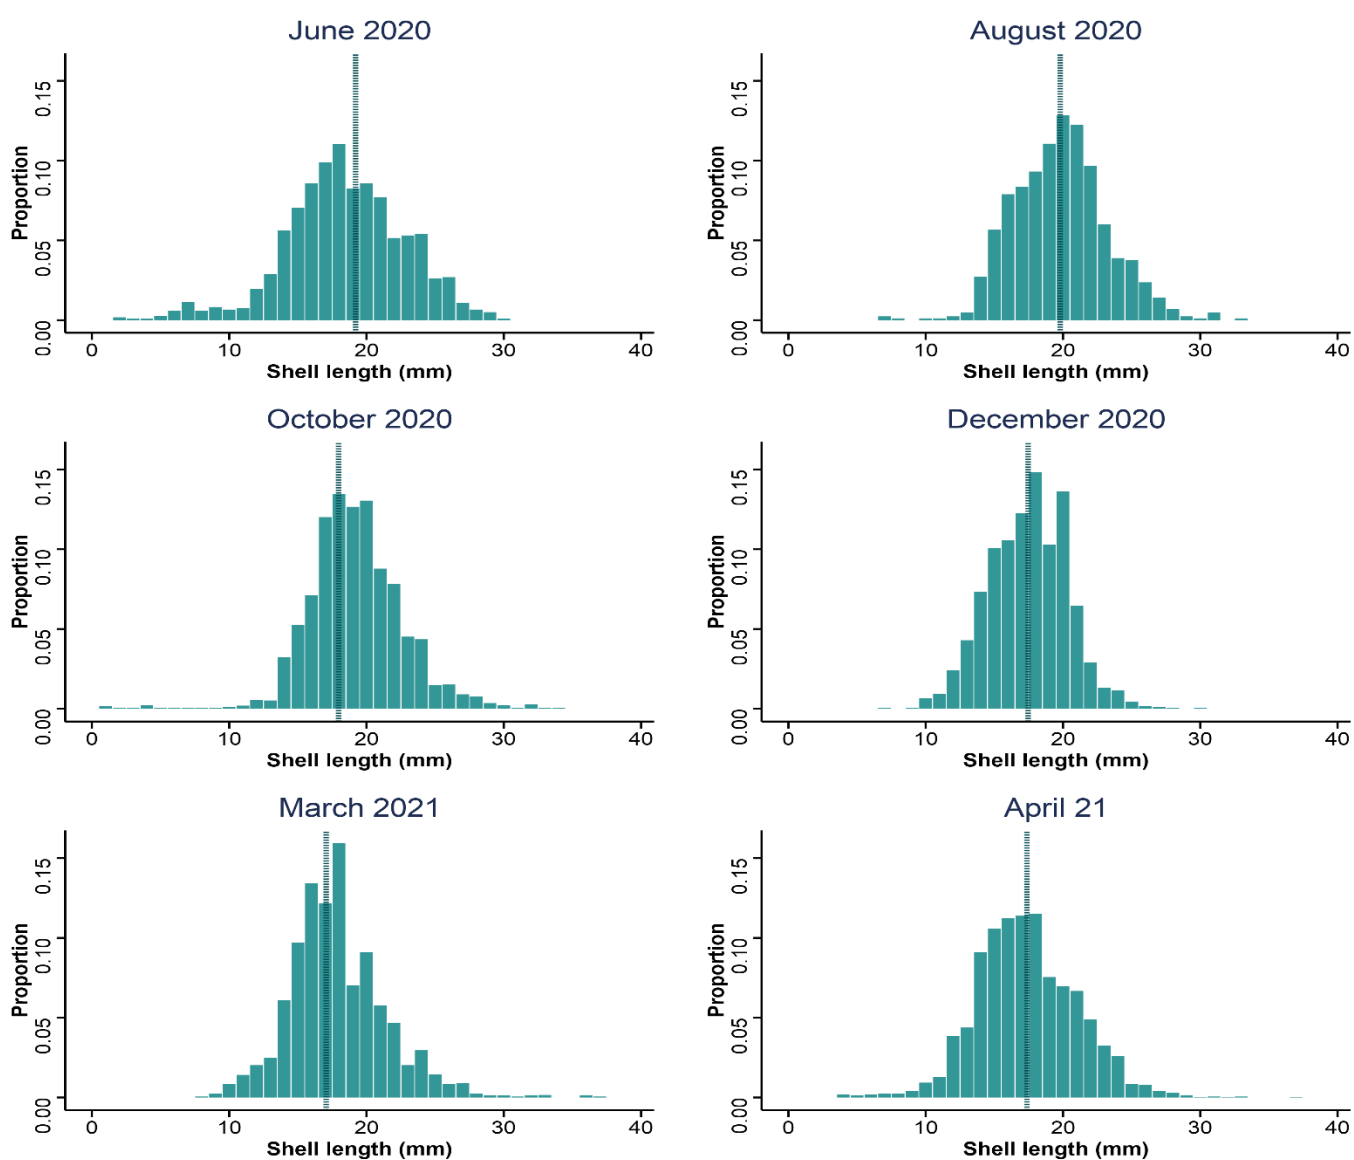 June 2020
Proportion
0.00 0.05 0.10 0.15
0 10 20 30 40
Shell length (mm)
August 2020
Proportion
0.00 0.05 0.10 0.15
0 10 20 30 40
Shell length (mm)
October 2020
Proportion
0.00 0.05 0.10 0.15
0 10 20 30 40
Shell length (mm)
December 2020
Proportion
0.00 0.05 0.10 0.15
0 10 20 30 40
Shell length (mm)
March 2021
Proportion
0.00 0.05 0.10 0.15
0 10 20 30 40
Shell length (mm)
April 21
Proportion
0.00 0.05 0.10 0.15
0 10 20 30 40
Shell length (mm)